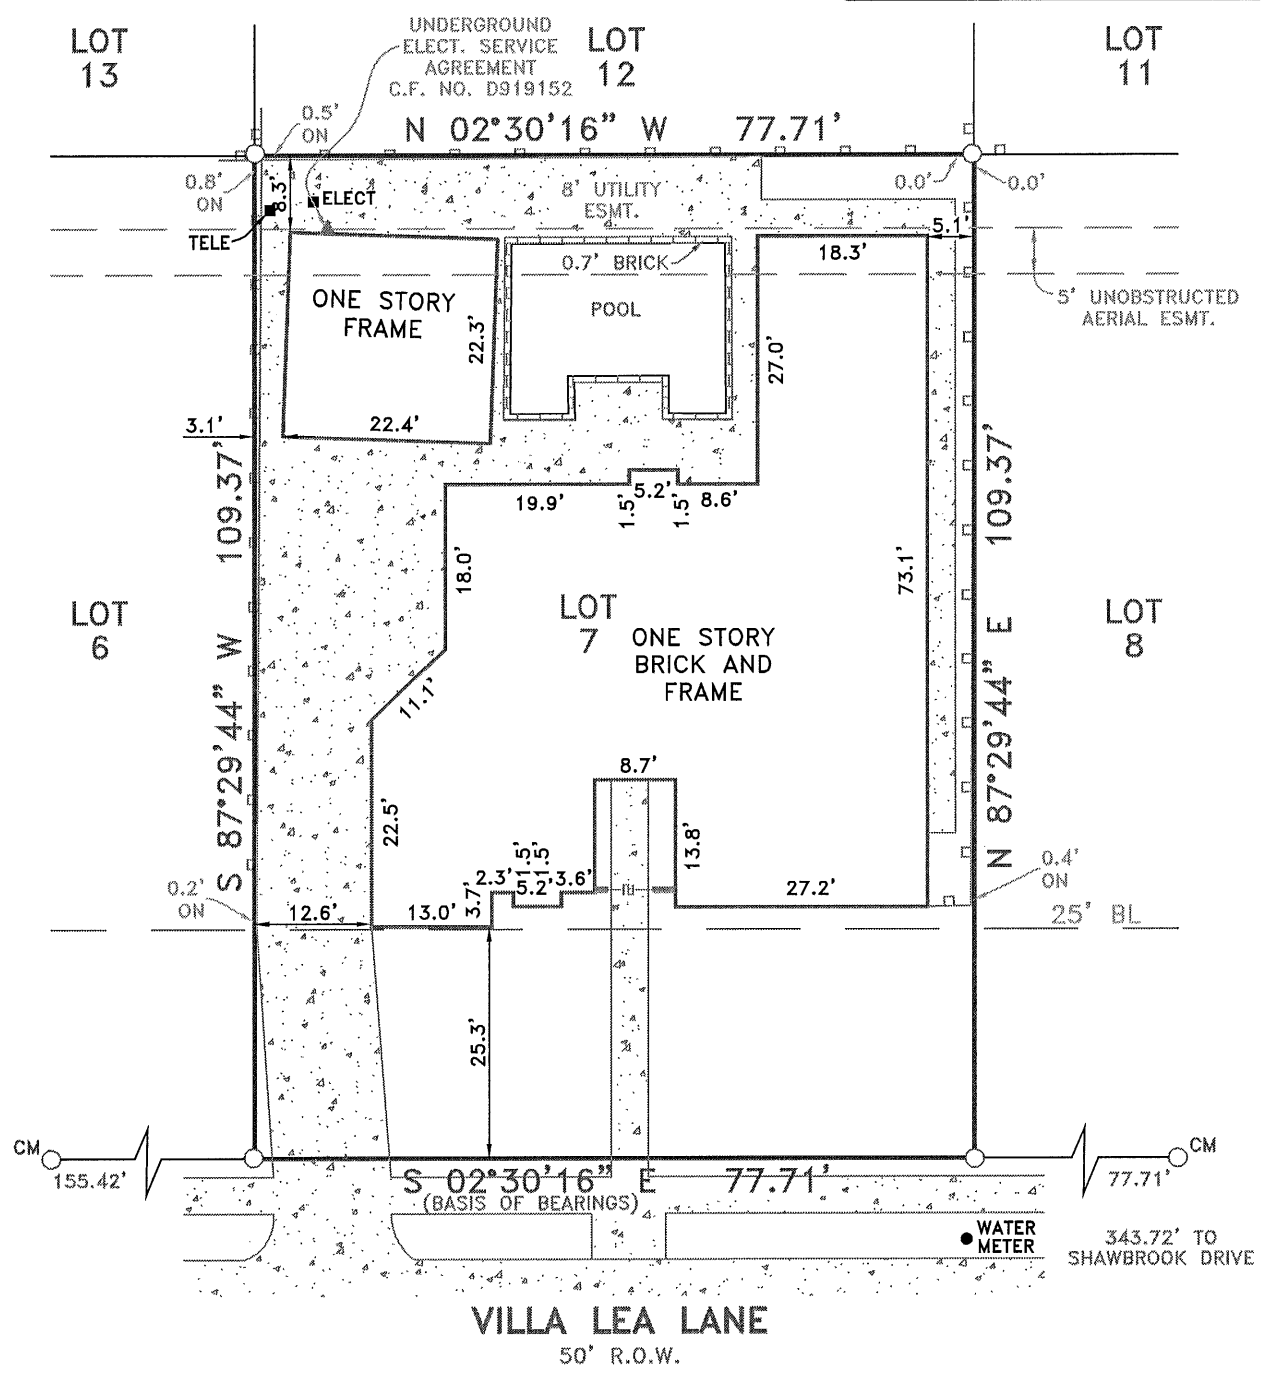 UNDERGROUND
ELECT. SERVICE
AGREEMENT
C.F. NO. D919152
LOT
13
LOT
12
LOT
11
0.5'
ON
N 02°30'16" W 77.71'
0.8'
ON
8.3'
ELECT
TELE
8' UTILITY
ESMT.
0.0'
0.0'
5.1'
18.3'
0.7' BRICK
POOL
ONE STORY
FRAME
22.3'
22.4'
27.0'
5' UNOBSTRUCTED
AERIAL ESMT.
3.1'
S 87°29'44" W 109.37'
N 87°29'44" E 109.37'
19.9'
1.5'
5.2'
1.5'
8.6'
18.0'
73.1'
LOT
6
LOT
7
ONE STORY
BRICK AND
FRAME
LOT
8
11.1'
22.5'
8.7'
13.8'
2.3'
1.5'
1.5'
5.2'
3.6'
3.7'
27.2'
0.4'
ON
0.2'
ON
12.6'
13.0'
25' BL
25.3'
CM
155.42'
CM
77.71'
S 02°30'16" E 77.71'
(BASIS OF BEARINGS)
WATER
METER
343.72' TO
SHAWBROOK DRIVE
VILLA LEA LANE
50' R.O.W.